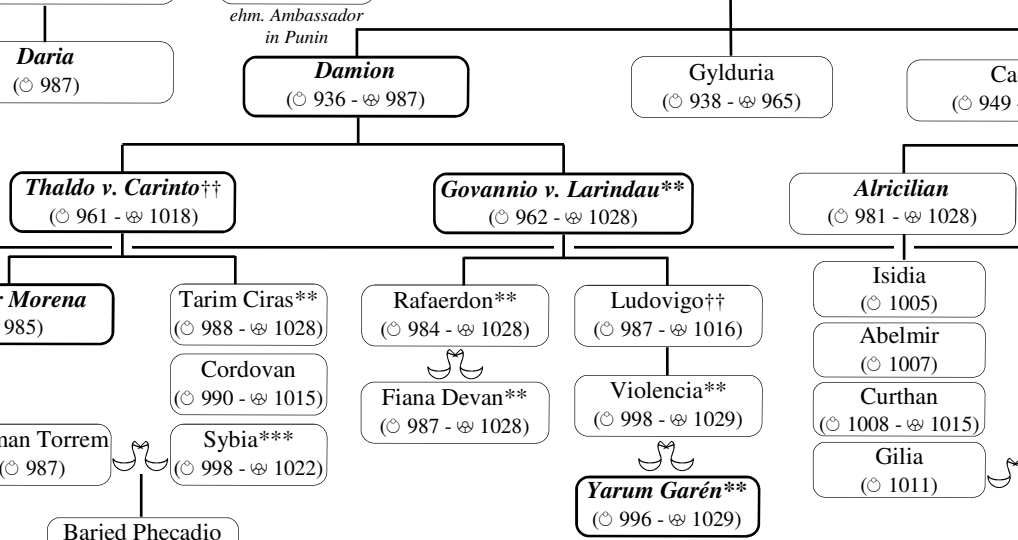 ehm. Ambassador
in Punin
Daria
(987)
Damion
(936 - 987)
Gylduria
(938 - 965)
(949
Thaldo v. Carinto††
(961 - 1018)
Govannio v. Larindau**
(962 - 1028)
Alricilian
(981 - 1028)
Morena
985)
Tarim Ciras**
(988 - 1028)
Rafaerdon**
(984 - 1028)
Ludovigo††
(987 - 1016)
Isidia
(1005)
Abelmir
(1007)
Cordovan
(990 - 1015)
Fiana Devan**
(987 - 1028)
Violencia**
(998 - 1029)
Curthan
(1008 - 1015)
Torrem
(987)
Sybia***
(998 - 1022)
Gilia
(1011)
Yarum Garén**
(996 - 1029)
Barjed Phecadio